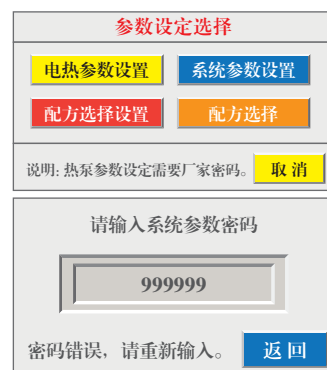 参数设定选择
电热参数设置 系统参数设置
配方选择设置 配方选择
说明: 热泵参数设定需要厂家密码。 取 消
请输入系统参数密码
999999
密码错误，请重新输入。 返 回